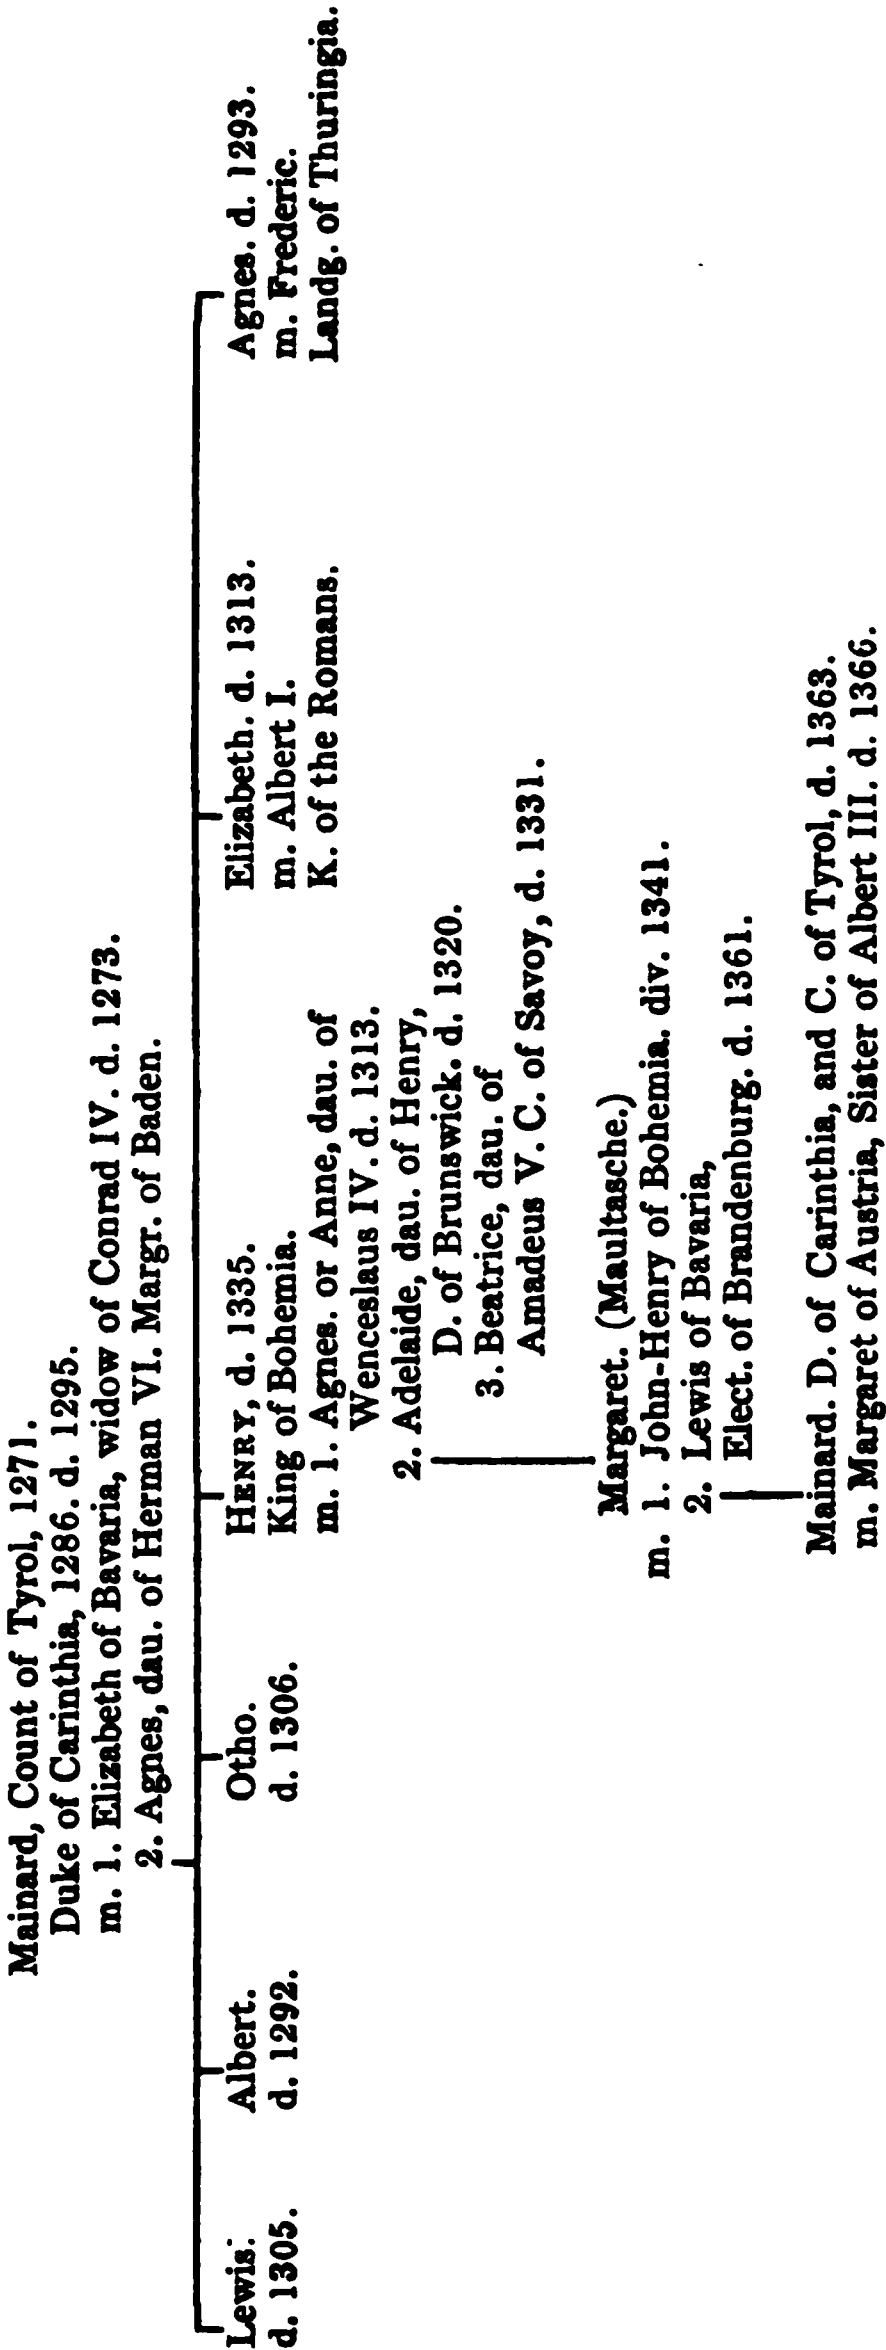 Mainard, Count of Tyrol, 1271.
Duke of Carinthia, 1286. d. 1295.
m. 1. Elizabeth of Bavaria, widow of Conrad IV. d. 1273.
2. Agnes, dau. of Herman VI. Margr. of Baden.
Lewis.
d. 1305.
Albert.
d. 1292.
Otho.
d. 1306.
HENRY, d. 1335.
King of Bohemia.
m. 1. Agnes. or Anne, dau. of
Wenceslaus IV. d. 1313.
2. Adelaide, dau. of Henry,
D. of Brunswick. d. 1320.
3. Beatrice, dau. of
Amadeus V. C. of Savoy, d. 1331.
Elizabeth. d. 1313.
m. Albert I.
K. of the Romans.
Agnes. d. 1293.
m. Frederic.
Landg. of Thuringia.
Margaret. (Maultasche.)
m. 1. John-Henry of Bohemia. div. 1341.
2. Lewis of Bavaria,
Elect. of Brandenburg. d. 1361.
Mainard. D. of Carinthia, and C. of Tyrol, d. 1363.
m. Margaret of Austria, Sister of Albert III. d. 1366.